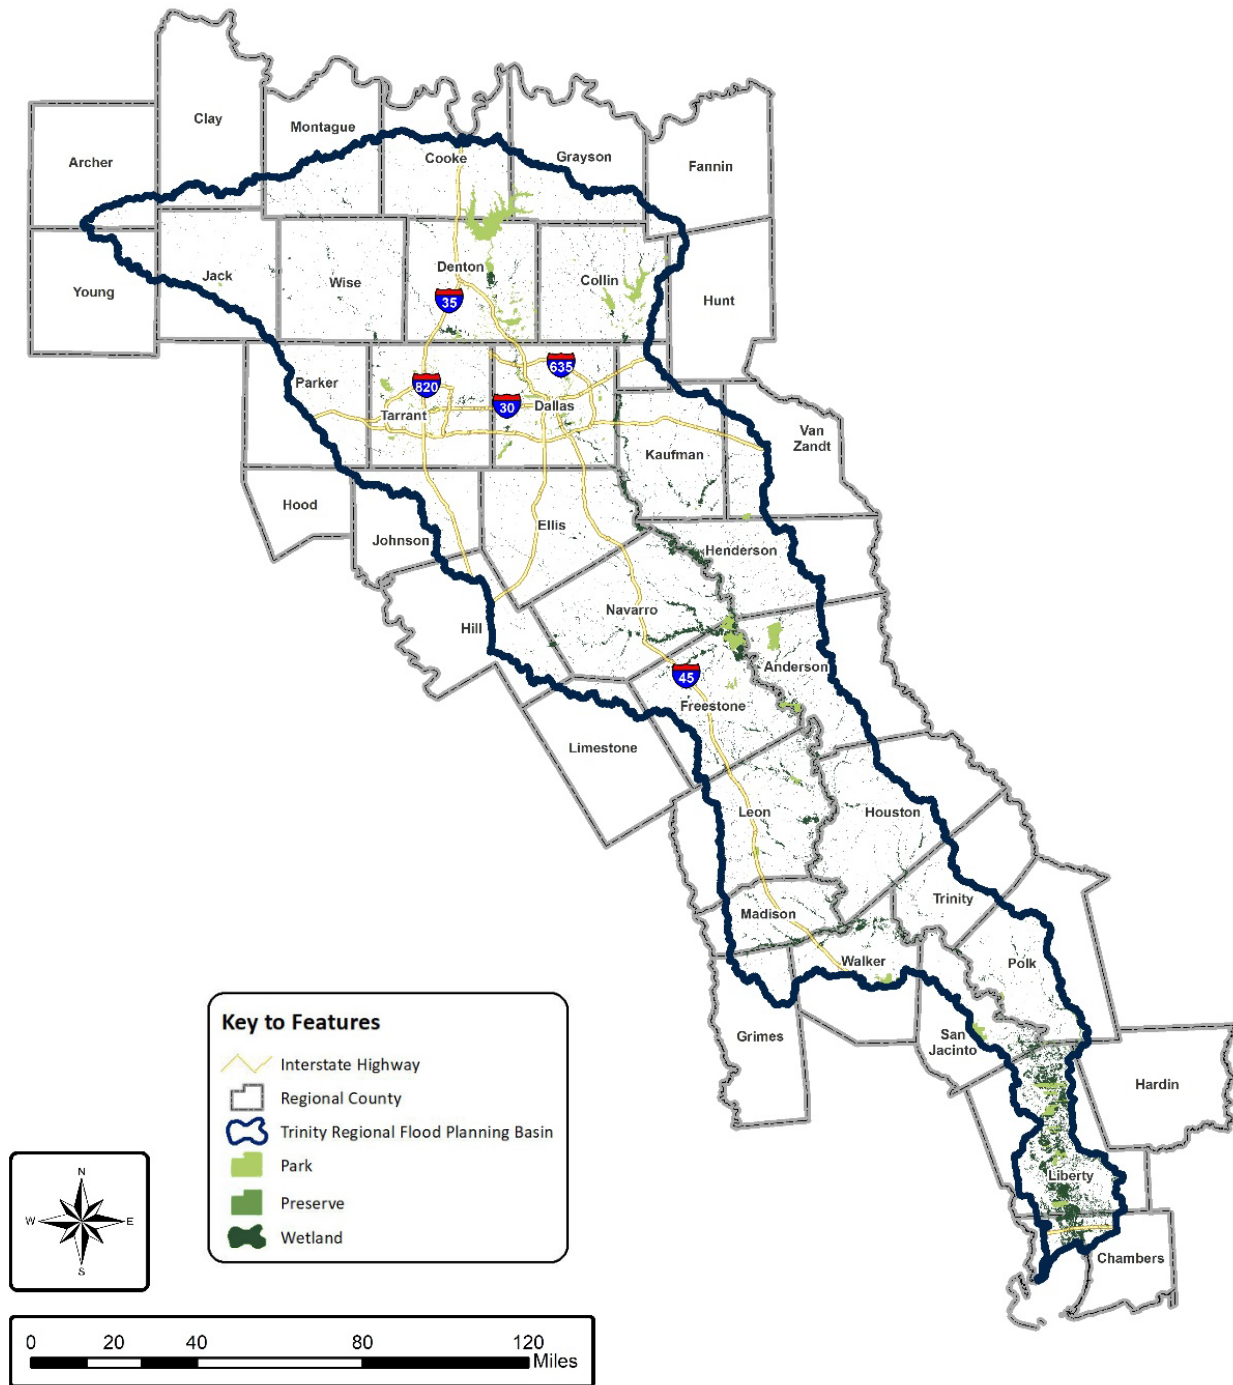 Clay
Montague
Archer
Cooke
Grayson
Fannin
Young
Jack
Wise
Denton
Collin
Hunt
35
Parker
820
Tarrant
30
635
Dallas
Kaufman
Van
Zandt
Hood
Johnson
Ellis
Henderson
Hill
Navarro
Anderson
45
Freestone
Limestone
Leon
Houston
Madison
Trinity
Walker
Polk
Grimes
San
Jacinto
Hardin
Liberty
Chambers
Key to Features
Interstate Highway
Regional County
Trinity Regional Flood Planning Basin
Park
Preserve
Wetland
N
W
E
S
0 20 40 80 120
Miles